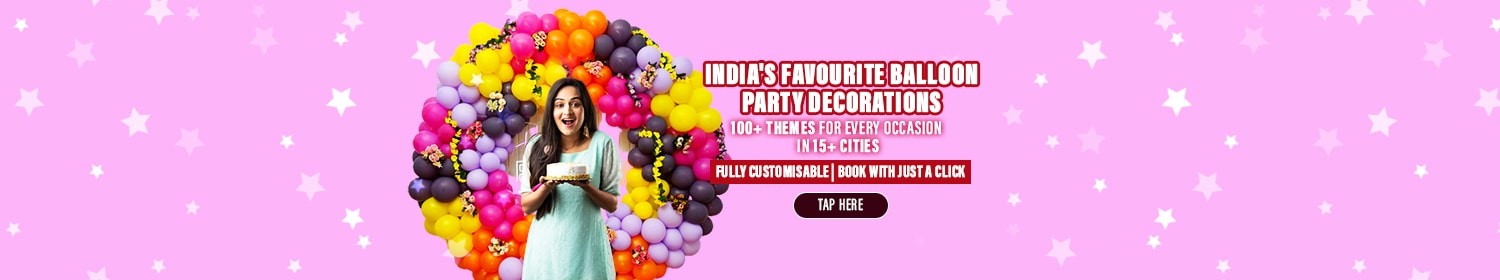 INDIA'S FAVOURITE BALLOON
PARTY DECORATIONS
100+ THEMES FOR EVERY OCCASION
IN 15+ CITIES
FULLY CUSTOMISABLE | BOOK WITH JUST A CLICK
TAP HERE